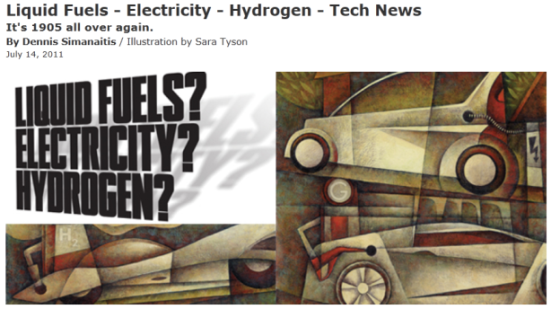 Liquid Fuels - Electricity - Hydrogen - Tech News
It's 1905 all over again.
By Dennis Simanaitis / Illustration by Sara Tyson
July 14, 2011
LIQUID FUELS?
ELECTRICITY?
HYDROGEN?
G
H2